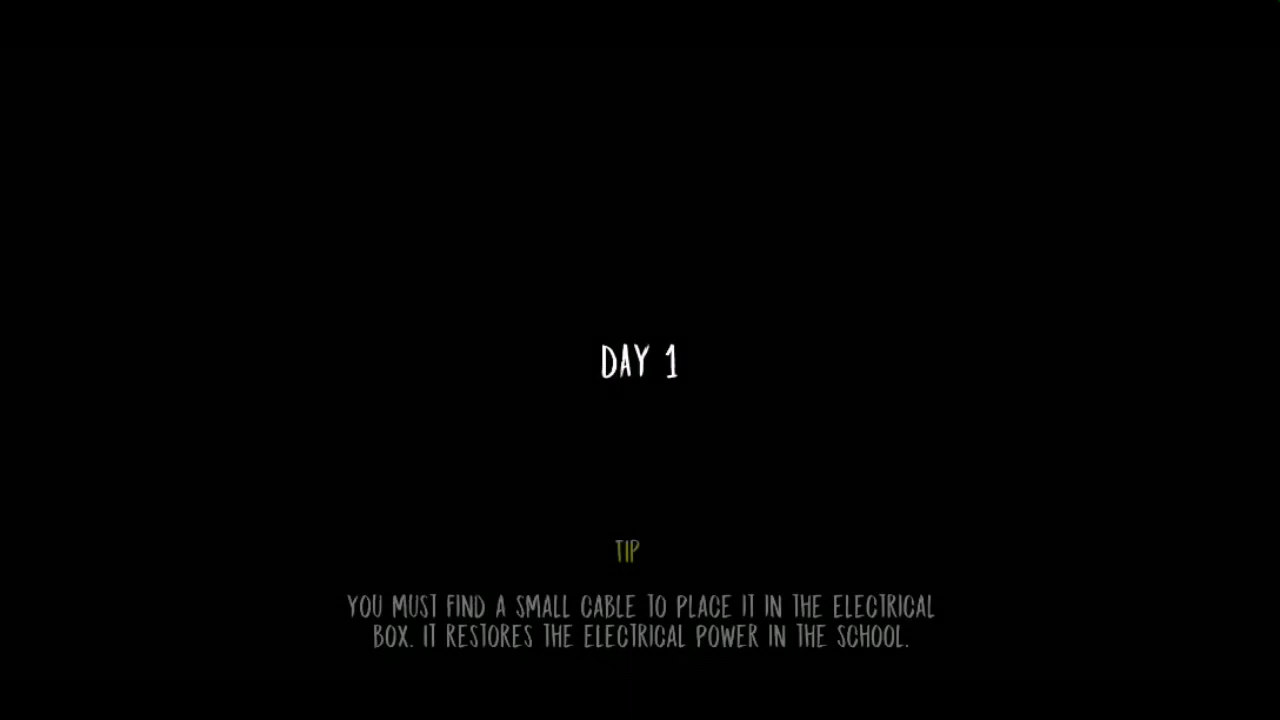 DAY 1
TIP
YOU MUST FIND A SMALL CABLE TO PLACE IT IN THE ELECTRICAL
BOX. IT RESTORES THE ELECTRICAL POWER IN THE SCHOOL.